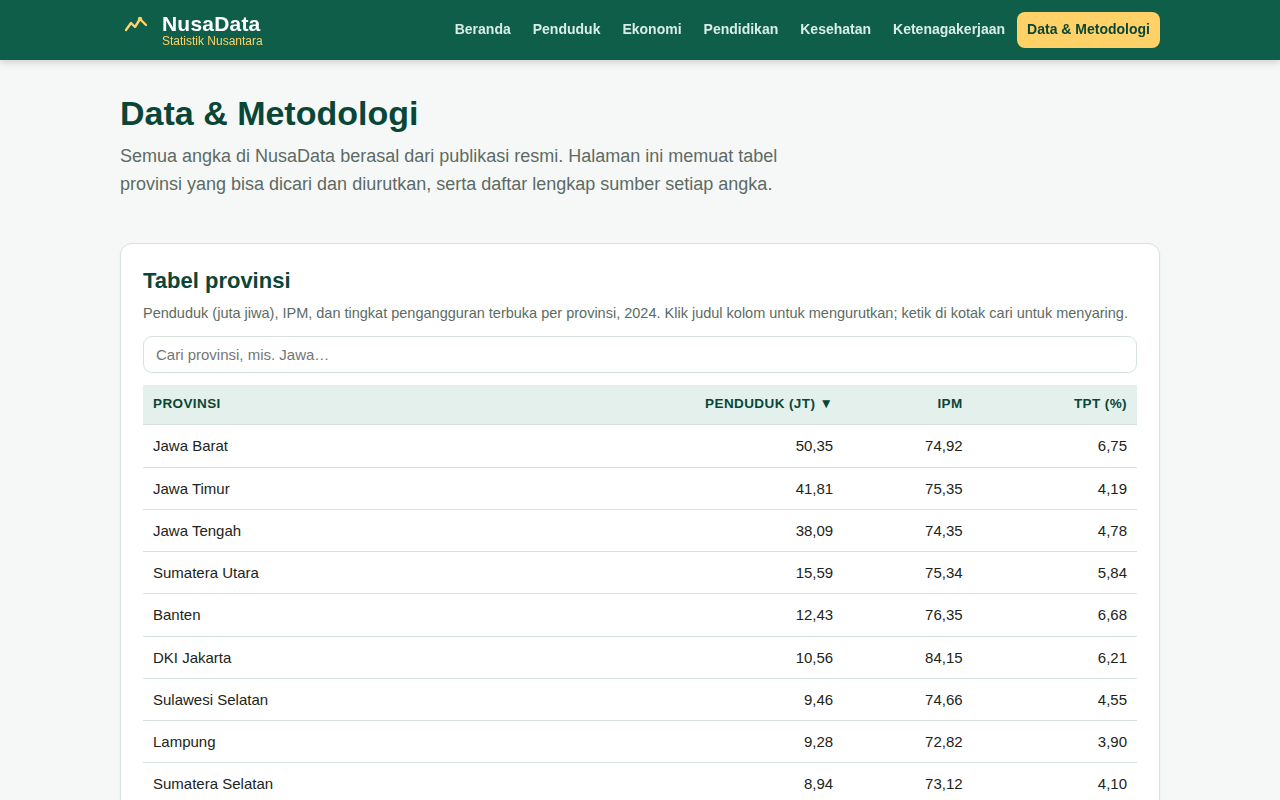 NusaData
Statistik Nusantara
Beranda Penduduk Ekonomi Pendidikan Kesehatan Ketenagakerjaan Data & Metodologi
Data & Metodologi
Semua angka di NusaData berasal dari publikasi resmi. Halaman ini memuat tabel
provinsi yang bisa dicari dan diurutkan, serta daftar lengkap sumber setiap angka.
Tabel provinsi
Penduduk (juta jiwa), IPM, dan tingkat pengangguran terbuka per provinsi, 2024. Klik judul kolom untuk mengurutkan; ketik di kotak cari untuk menyaring.
Cari provinsi, mis. Jawa…
PROVINSI PENDUDUK (JT) ▼ IPM TPT (%)
Jawa Barat 50,35 74,92 6,75
Jawa Timur 41,81 75,35 4,19
Jawa Tengah 38,09 74,35 4,78
Sumatera Utara 15,59 75,34 5,84
Banten 12,43 76,35 6,68
DKI Jakarta 10,56 84,15 6,21
Sulawesi Selatan 9,46 74,66 4,55
Lampung 9,28 72,82 3,90
Sumatera Selatan 8,94 73,12 4,10